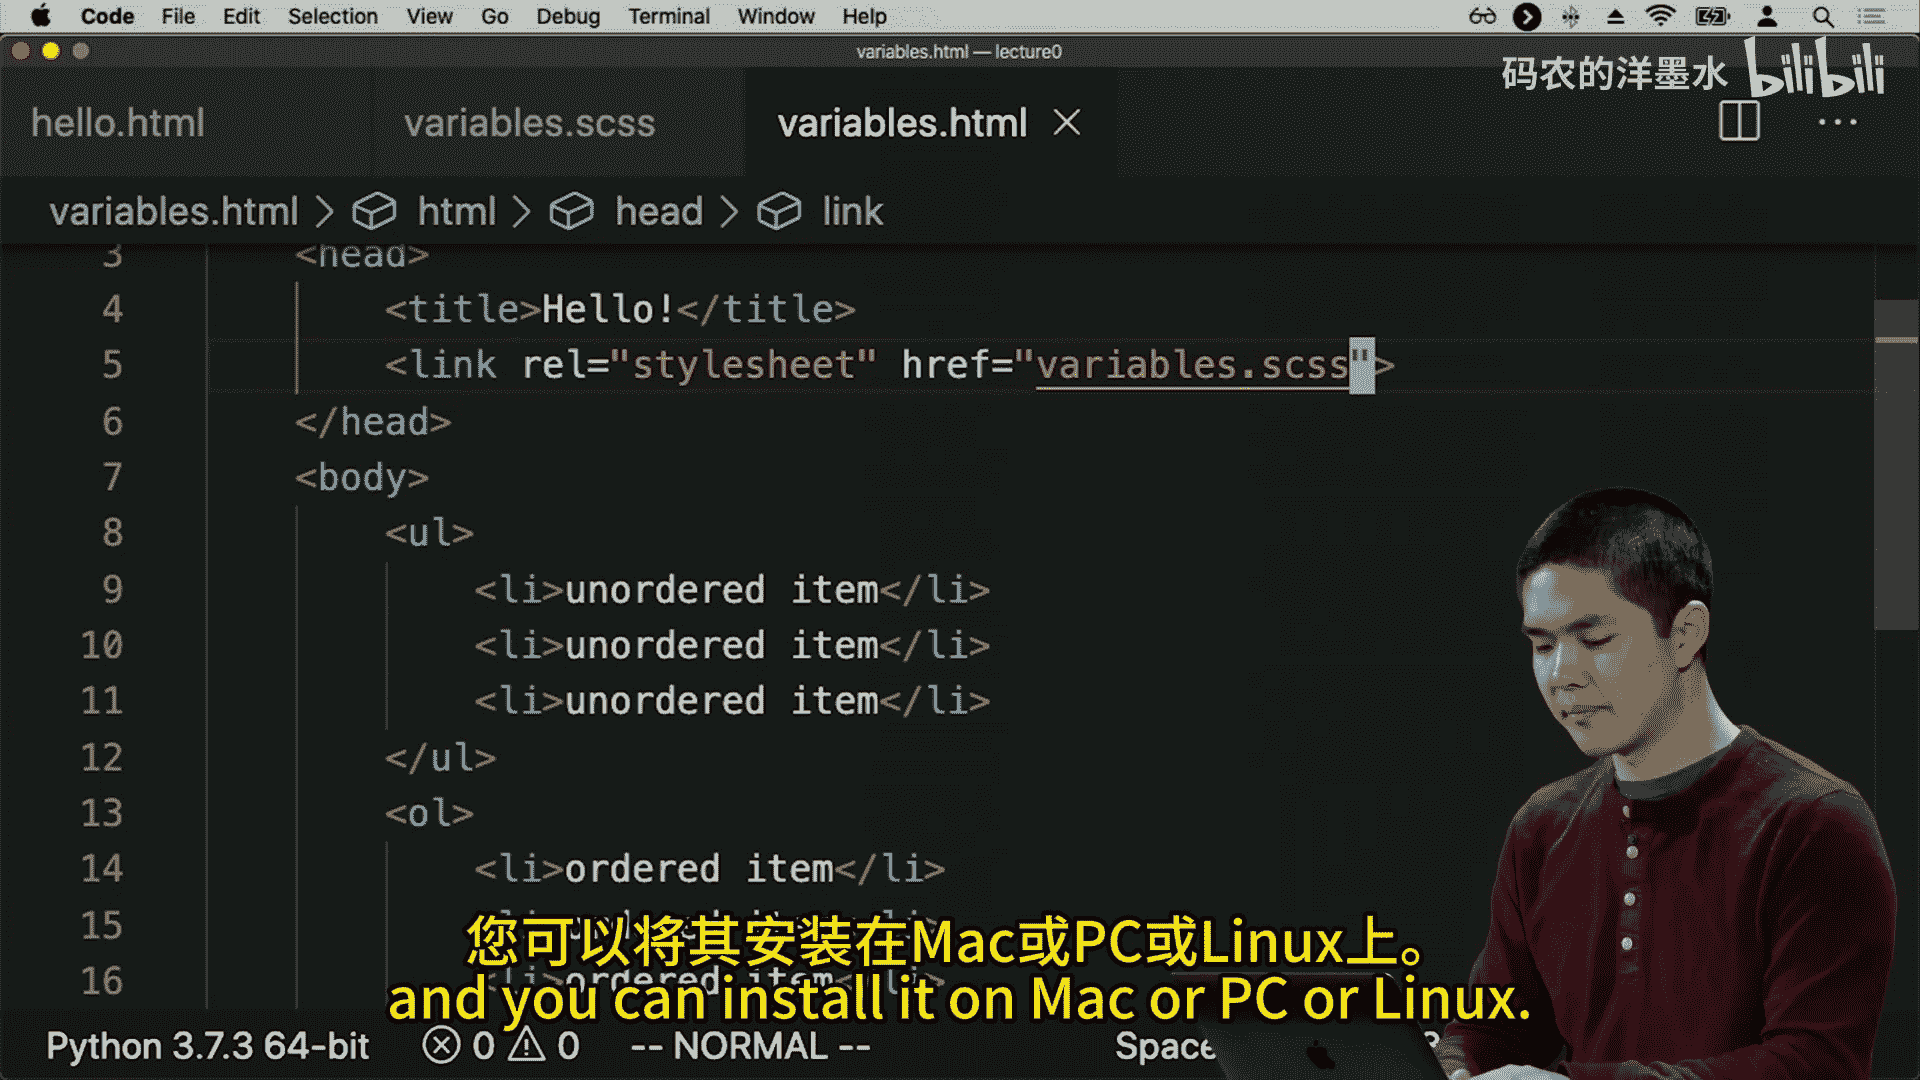 Code File Edit Selection View Go Debug Terminal Window Help
variables.html — lecture0
码农的洋墨水 bilibili
hello.html variables.scss variables.html
variables.html > html > head > link
3 <head>
4 <title>Hello!</title>
5 <link rel="stylesheet" href="variables.scss">
6 </head>
7 <body>
8 <ul>
9 <li>unordered item</li>
10 <li>unordered item</li>
11 <li>unordered item</li>
12 </ul>
13 <ol>
14 <li>ordered item</li>
15
16 <li>ordered item</li>
您可以将其安装在Mac或PC或Linux上。
and you can install it on Mac or PC or Linux.
Python 3.7.3 64-bit 0 0 -- NORMAL --